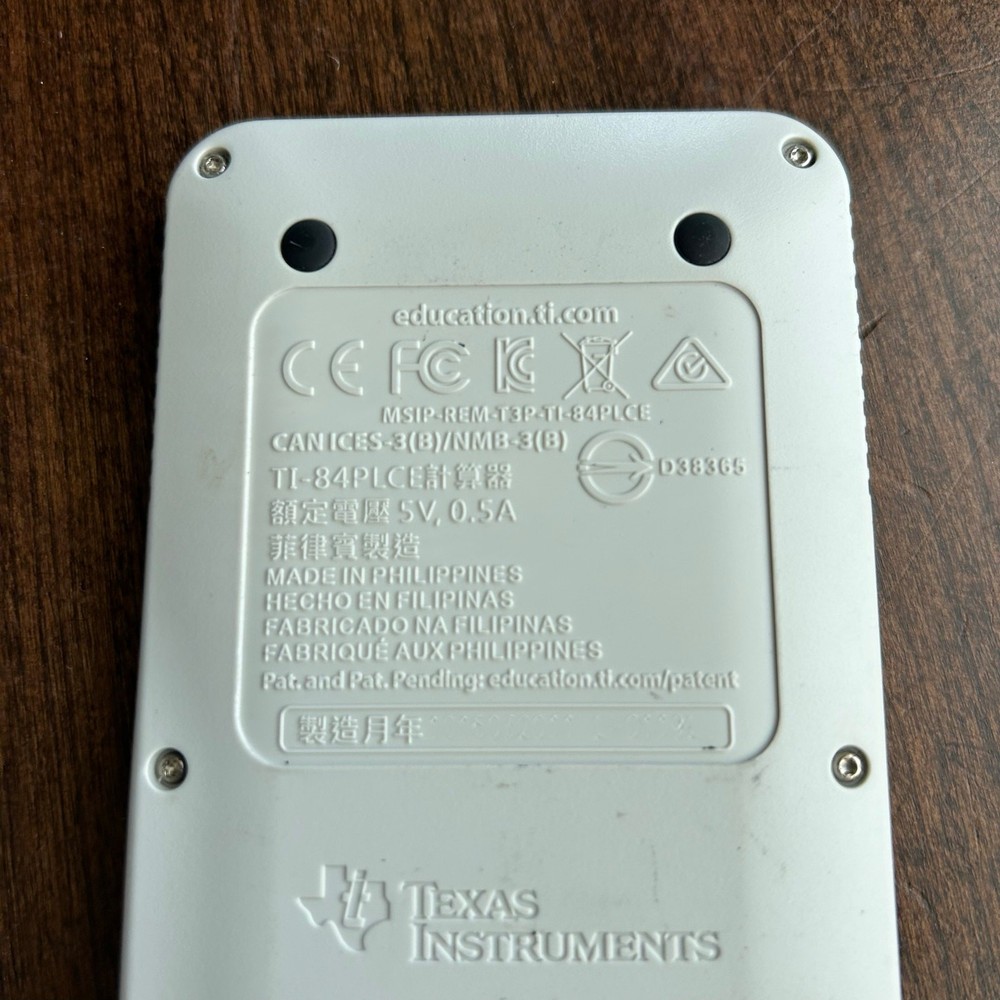 education.ti.com
CE FC
MSIP-REM-T3P-TI-84PLCE
CAN ICES-3(B)/NMB-3(B)
D38365
TI-84PLCE計算器
額定電壓 5V, 0.5A
菲律賓製造
MADE IN PHILIPPINES
HECHO EN FILIPINAS
FABRICADO NA FILIPINAS
FABRIQUÉ AUX PHILIPPINES
Pat. and Pat. Pending: education.ti.com/patent
製造月年
TEXAS
INSTRUMENTS